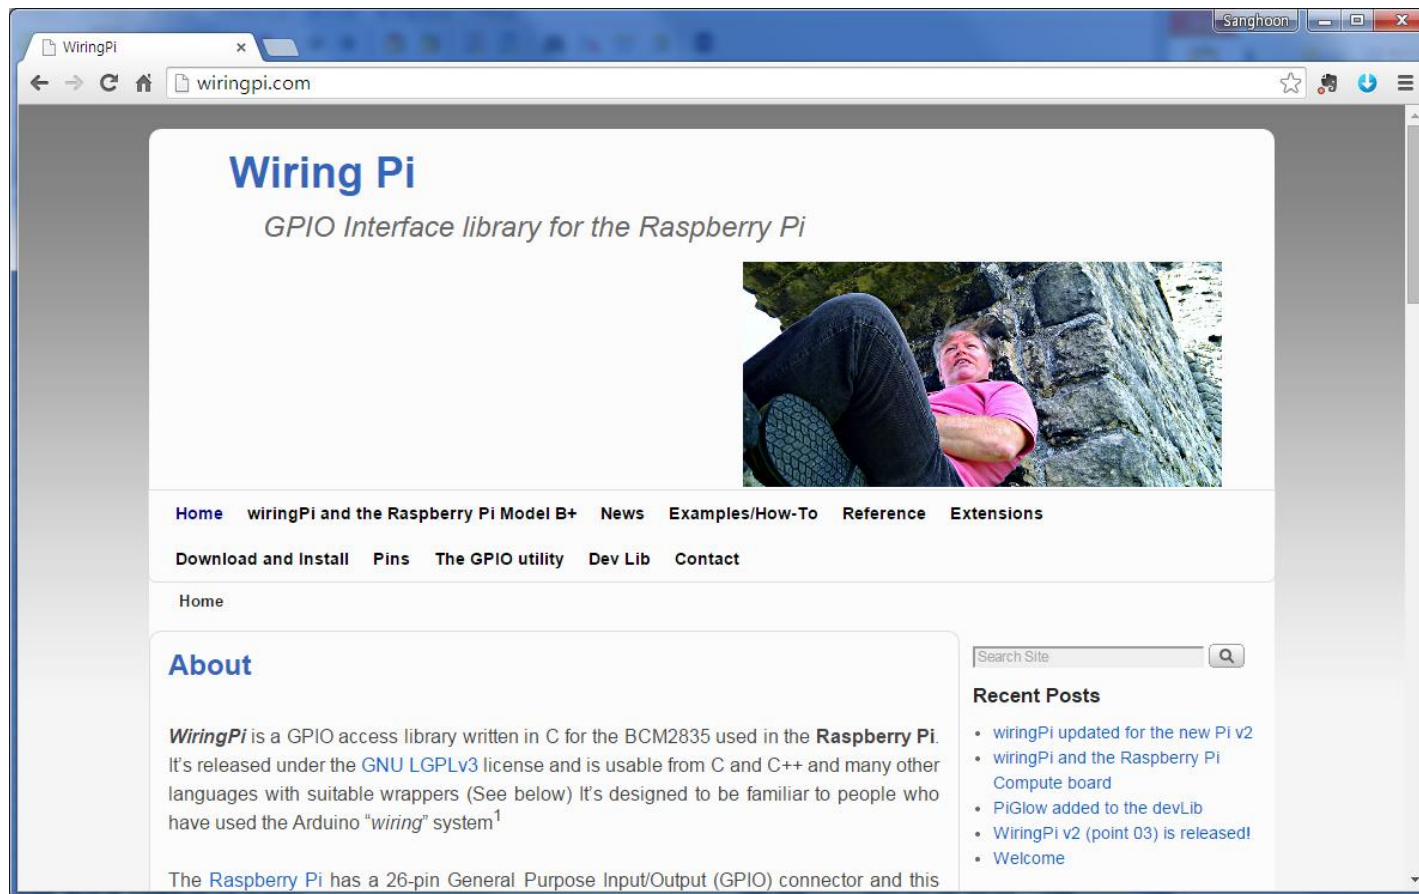 Sanghoon
WiringPi
wiringpi.com
Wiring Pi
GPIO Interface library for the Raspberry Pi
Home wiringPi and the Raspberry Pi Model B+ News Examples/How-To Reference Extensions
Download and Install Pins The GPIO utility Dev Lib Contact
Home
About
WiringPi is a GPIO access library written in C for the BCM2835 used in the Raspberry Pi.
It's released under the GNU LGPLv3 license and is usable from C and C++ and many other
languages with suitable wrappers (See below) It's designed to be familiar to people who
have used the Arduino “wiring” system1
The Raspberry Pi has a 26-pin General Purpose Input/Output (GPIO) connector and this
Search Site
Recent Posts
wiringPi updated for the new Pi v2
wiringPi and the Raspberry Pi
Compute board
PiGlow added to the devLib
WiringPi v2 (point 03) is released!
Welcome